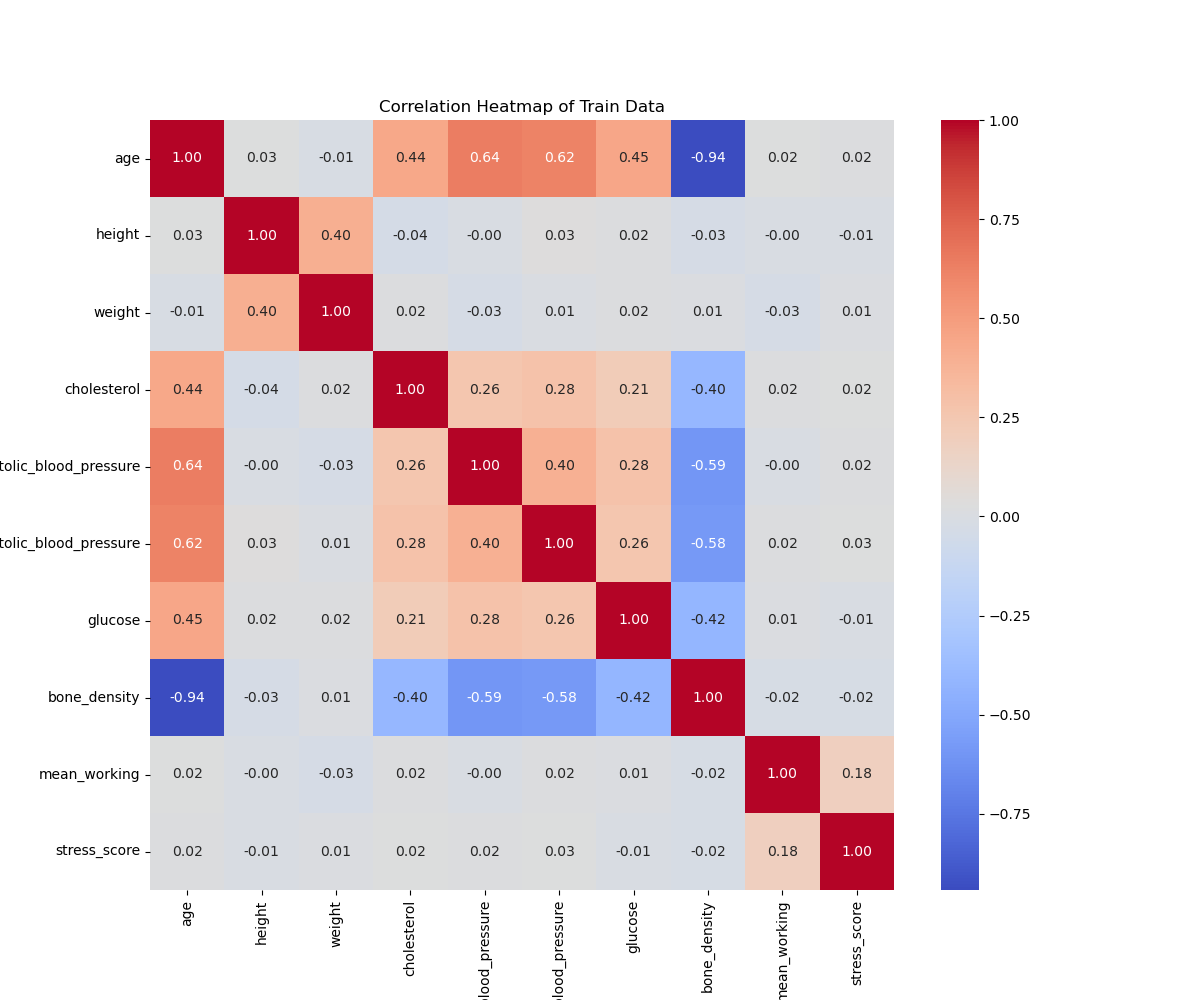 Correlation Heatmap of Train Data
age 1.00 0.03 -0.01 0.44 0.64 0.62 0.45 -0.94 0.02 0.02
height 0.03 1.00 0.40 -0.04 -0.00 0.03 0.02 -0.03 -0.00 -0.01
weight -0.01 0.40 1.00 0.02 -0.03 0.01 0.02 0.01 -0.03 0.01
cholesterol 0.44 -0.04 0.02 1.00 0.26 0.28 0.21 -0.40 0.02 0.02
tolic_blood_pressure 0.64 -0.00 -0.03 0.26 1.00 0.40 0.28 -0.59 -0.00 0.02
tolic_blood_pressure 0.62 0.03 0.01 0.28 0.40 1.00 0.26 -0.58 0.02 0.03
glucose 0.45 0.02 0.02 0.21 0.28 0.26 1.00 -0.42 0.01 -0.01
bone_density -0.94 -0.03 0.01 -0.40 -0.59 -0.58 -0.42 1.00 -0.02 -0.02
mean_working 0.02 -0.00 -0.03 0.02 -0.00 0.02 0.01 -0.02 1.00 0.18
stress_score 0.02 -0.01 0.01 0.02 0.02 0.03 -0.01 -0.02 0.18 1.00
age
height
weight
cholesterol
blood_pressure
blood_pressure
glucose
bone_density
mean_working
stress_score
1.00
0.75
0.50
0.25
0.00
−0.25
−0.50
−0.75